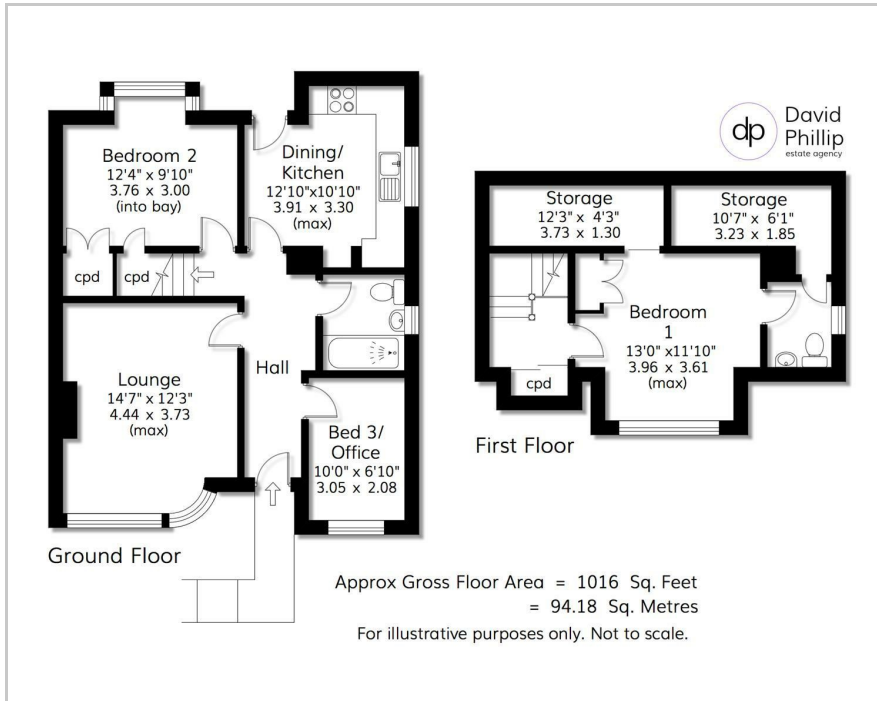 Bedroom 2
12'4" x 9'10"
3.76 x 3.00
(into bay)
Dining/
Kitchen
12'10"x10'10"
3.91 x 3.30
(max)
cpd
cpd
Lounge
14'7" x 12'3"
4.44 x 3.73
(max)
Hall
Bed 3/
Office
10'0" x 6'10"
3.05 x 2.08
Ground Floor
dp
David
Phillip
estate agency
Storage
12'3" x 4'3"
3.73 x 1.30
Storage
10'7" x 6'1"
3.23 x 1.85
Bedroom
1
13'0" x11'10"
3.96 x 3.61
(max)
cpd
First Floor
Approx Gross Floor Area = 1016 Sq. Feet
= 94.18 Sq. Metres
For illustrative purposes only. Not to scale.